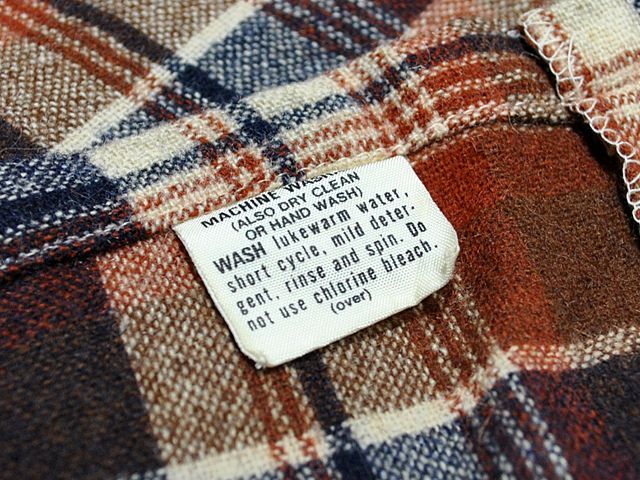 MACHINE WASH
(ALSO DRY CLEAN
OR HAND WASH)
WASH lukewarm water,
short cycle, mild deter-
gent, rinse and spin. Do
not use chlorine bleach.
(over)